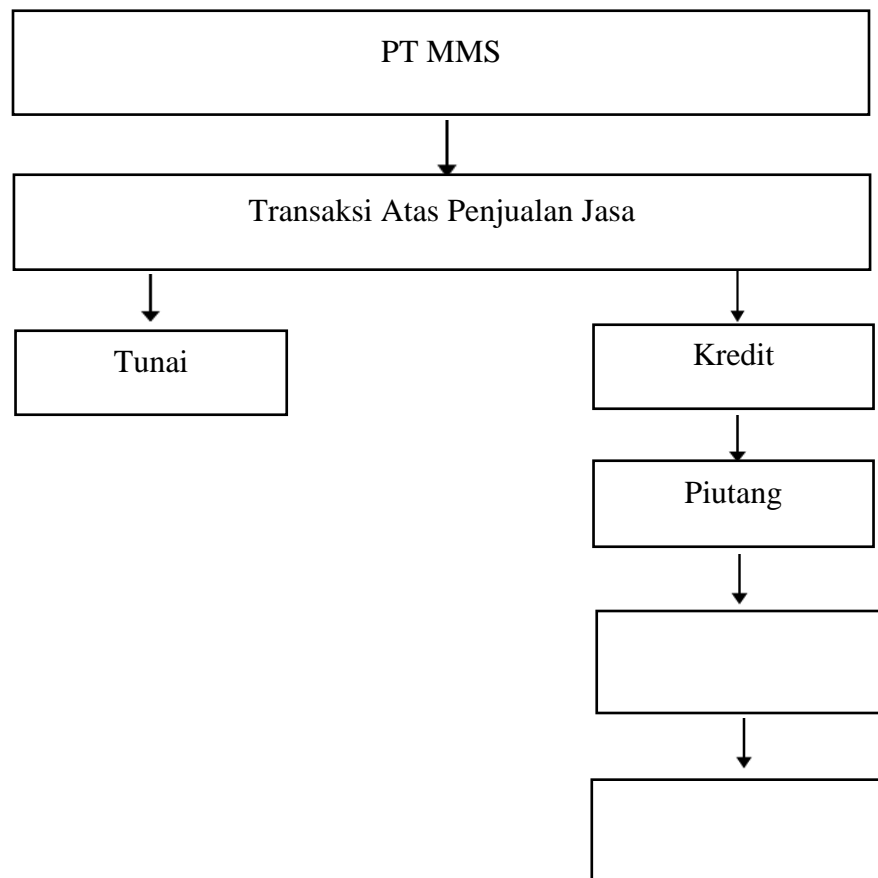 PT MMS
Transaksi Atas Penjualan Jasa
Tunai
Kredit
Piutang